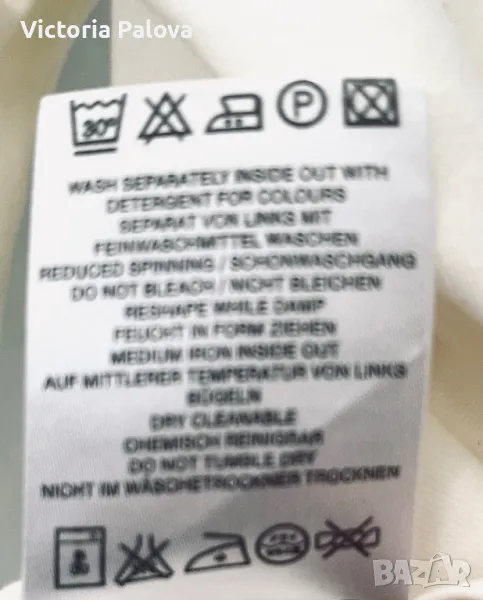 Victoria Palova
30°
P
WASH SEPARATELY INSIDE OUT WITH
DETERGENT FOR COLOURS
SEPARAT VON LINKS MIT
FEINWASCHMITTEL WASCHEN
REDUCED SPINNING / SCHONWASCHGANG
DO NOT BLEACH / NICHT BLEICHEN
RESHAPE WHILE DAMP
FEUCHT IN FORM ZIEHEN
MEDIUM IRON INSIDE OUT
AUF MITTLERER TEMPERATUR VON LINKS
BÜGELN
DRY CLEANABLE
CHEMISCH REINIGBAR
DO NOT TUMBLE DRY
NICHT IM WÄSCHETROCKNER TROCKNEN
BAZAR